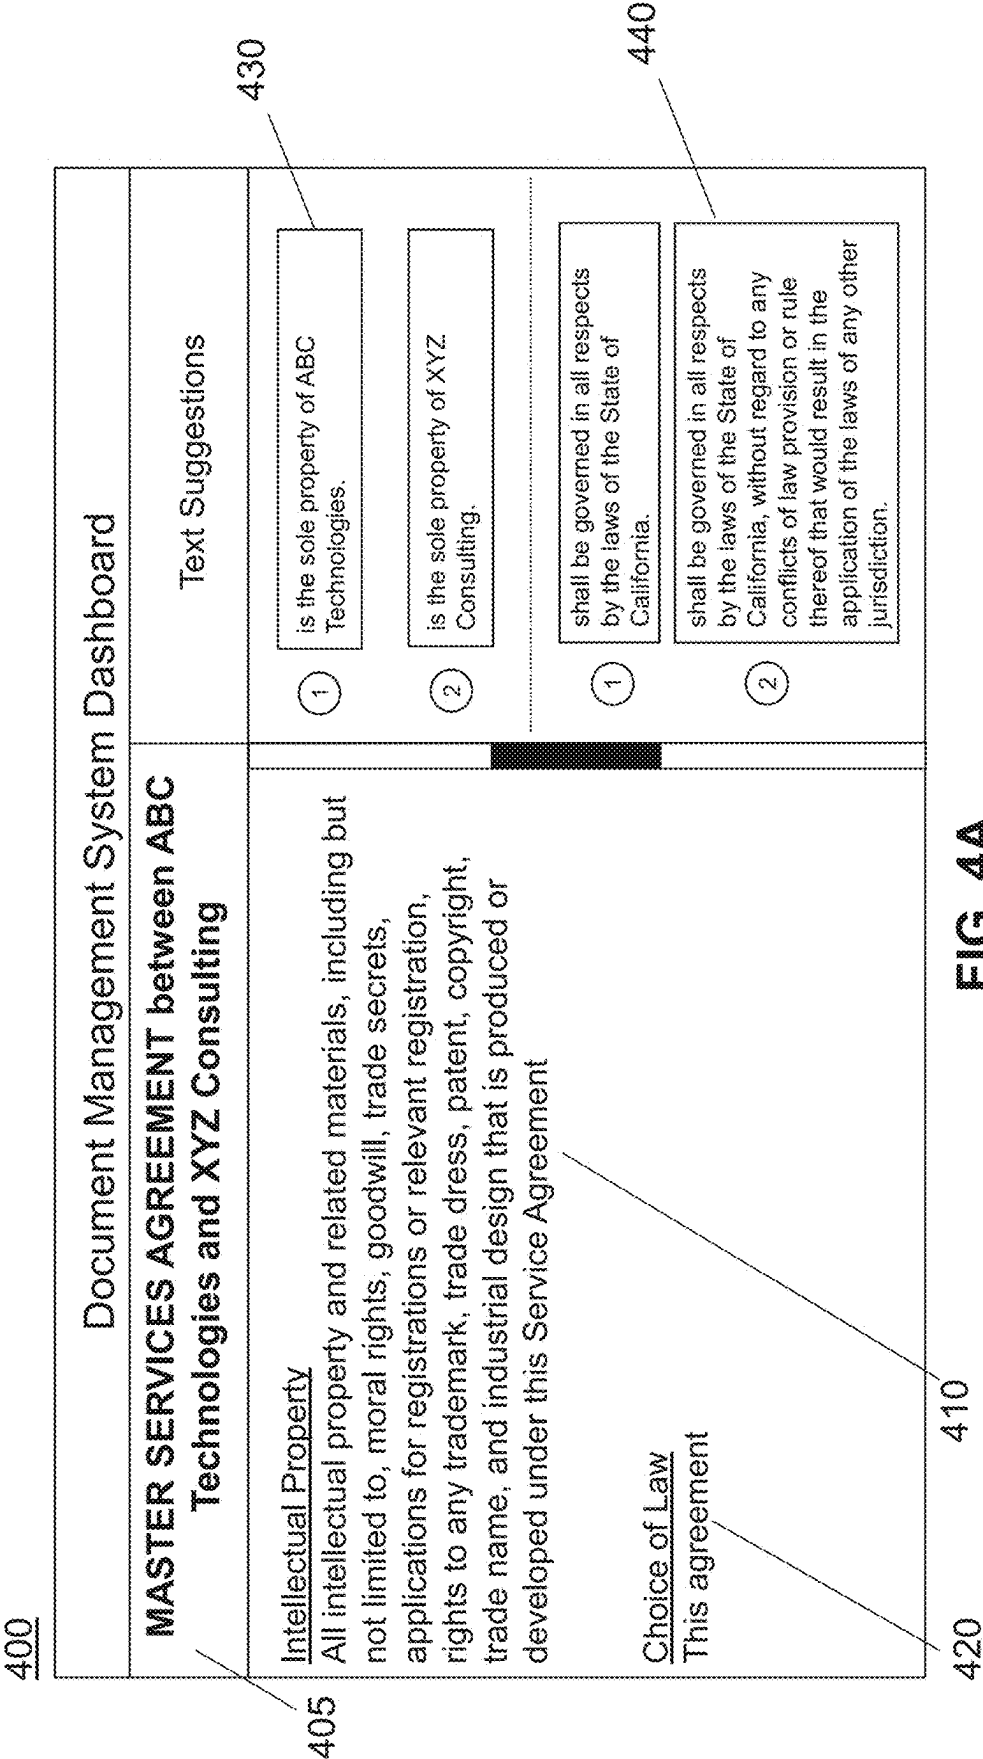 400
Document Management System Dashboard
MASTER SERVICES AGREEMENT between ABC
Technologies and XYZ Consulting
405
Intellectual Property
All intellectual property and related materials, including but
not limited to, moral rights, goodwill, trade secrets,
applications for registrations or relevant registration,
rights to any trademark, trade dress, patent, copyright,
trade name, and industrial design that is produced or
developed under this Service Agreement
410
Choice of Law
This agreement
420
Text Suggestions
1
is the sole property of ABC
Technologies.
430
2
is the sole property of XYZ
Consulting.
1
shall be governed in all respects
by the laws of the State of
California.
2
shall be governed in all respects
by the laws of the State of
California, without regard to any
conflicts of law provision or rule
thereof that would result in the
application of the laws of any other
jurisdiction.
440
FIG. 4A